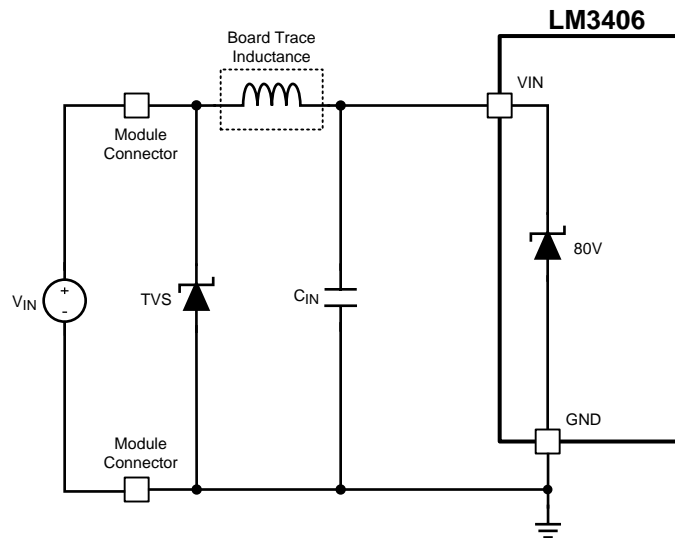 LM3406
Board Trace
Inductance
VIN
Module
Connector
80V
VIN
+
-
TVS
CIN
GND
Module
Connector